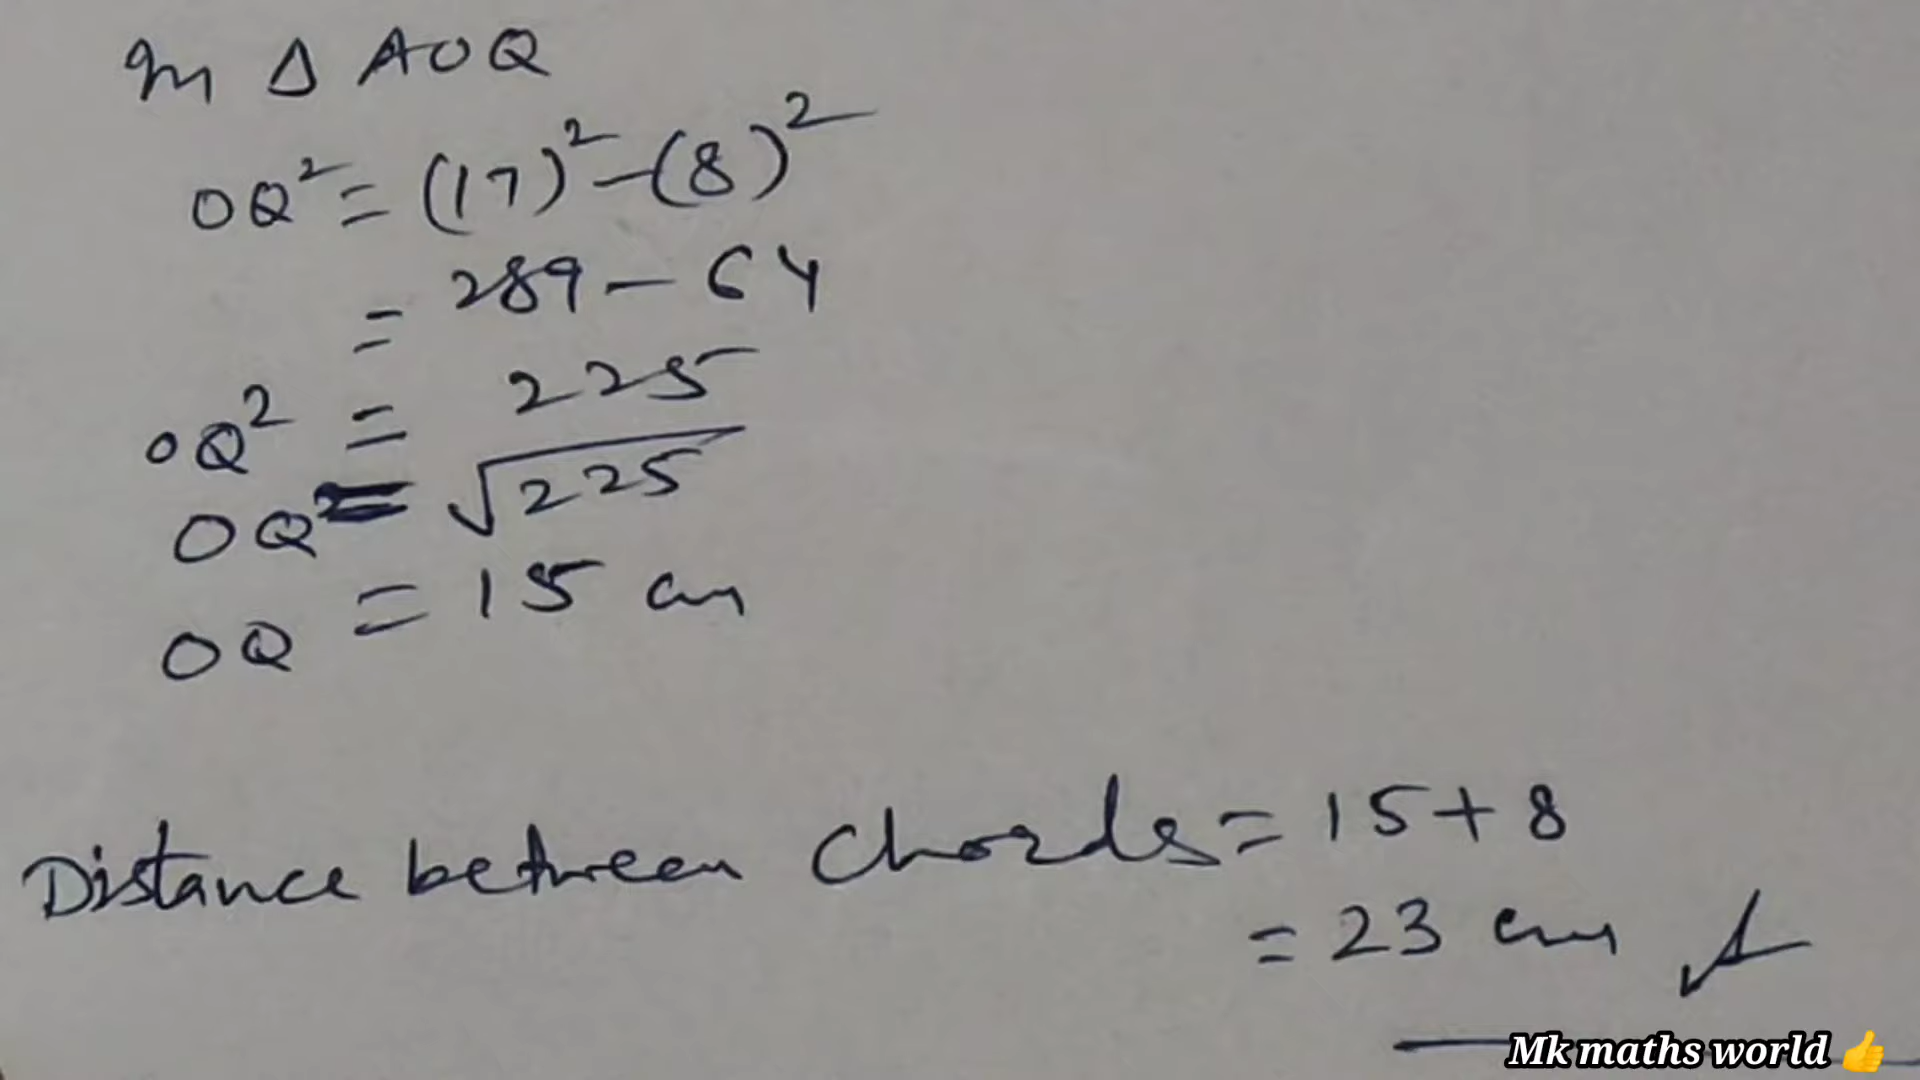 In Δ AOQ
OQ² = (17)² - (8)²
= 289 - 64
OQ² = 225
OQ = √225
OQ = 15 cm
Distance between Chords = 15 + 8
= 23 cm
Mk maths world 👍